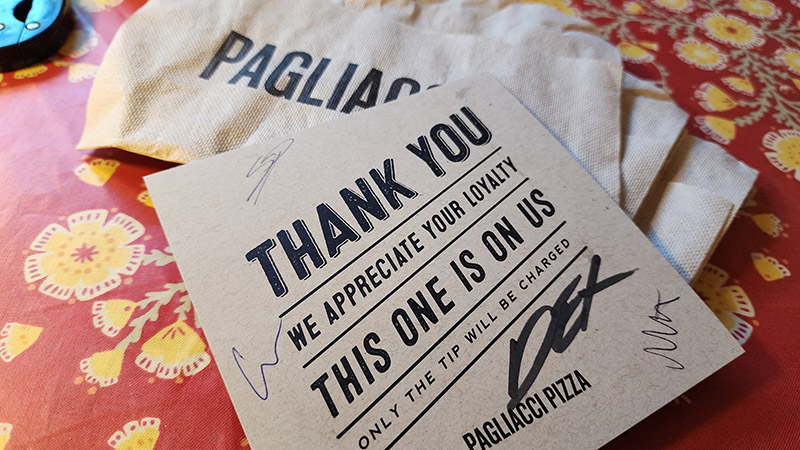 PAGLIACC
THANK YOU
WE APPRECIATE YOUR LOYALTY
THIS ONE IS ON US
ONLY THE TIP WILL BE CHARGED
DEX
PAGLIACCI PIZZA